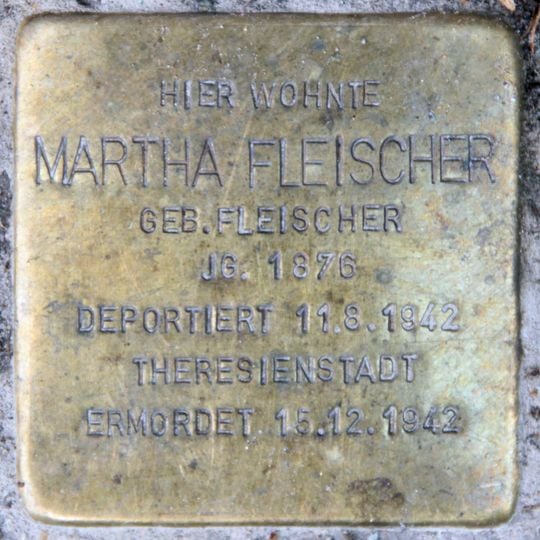 HIER WOHNTE
MARTHA FLEISCHER
GEB. FLEISCHER
JG. 1876
DEPORTIERT 11.8.1942
THERESIENSTADT
ERMORDET 15.12.1942